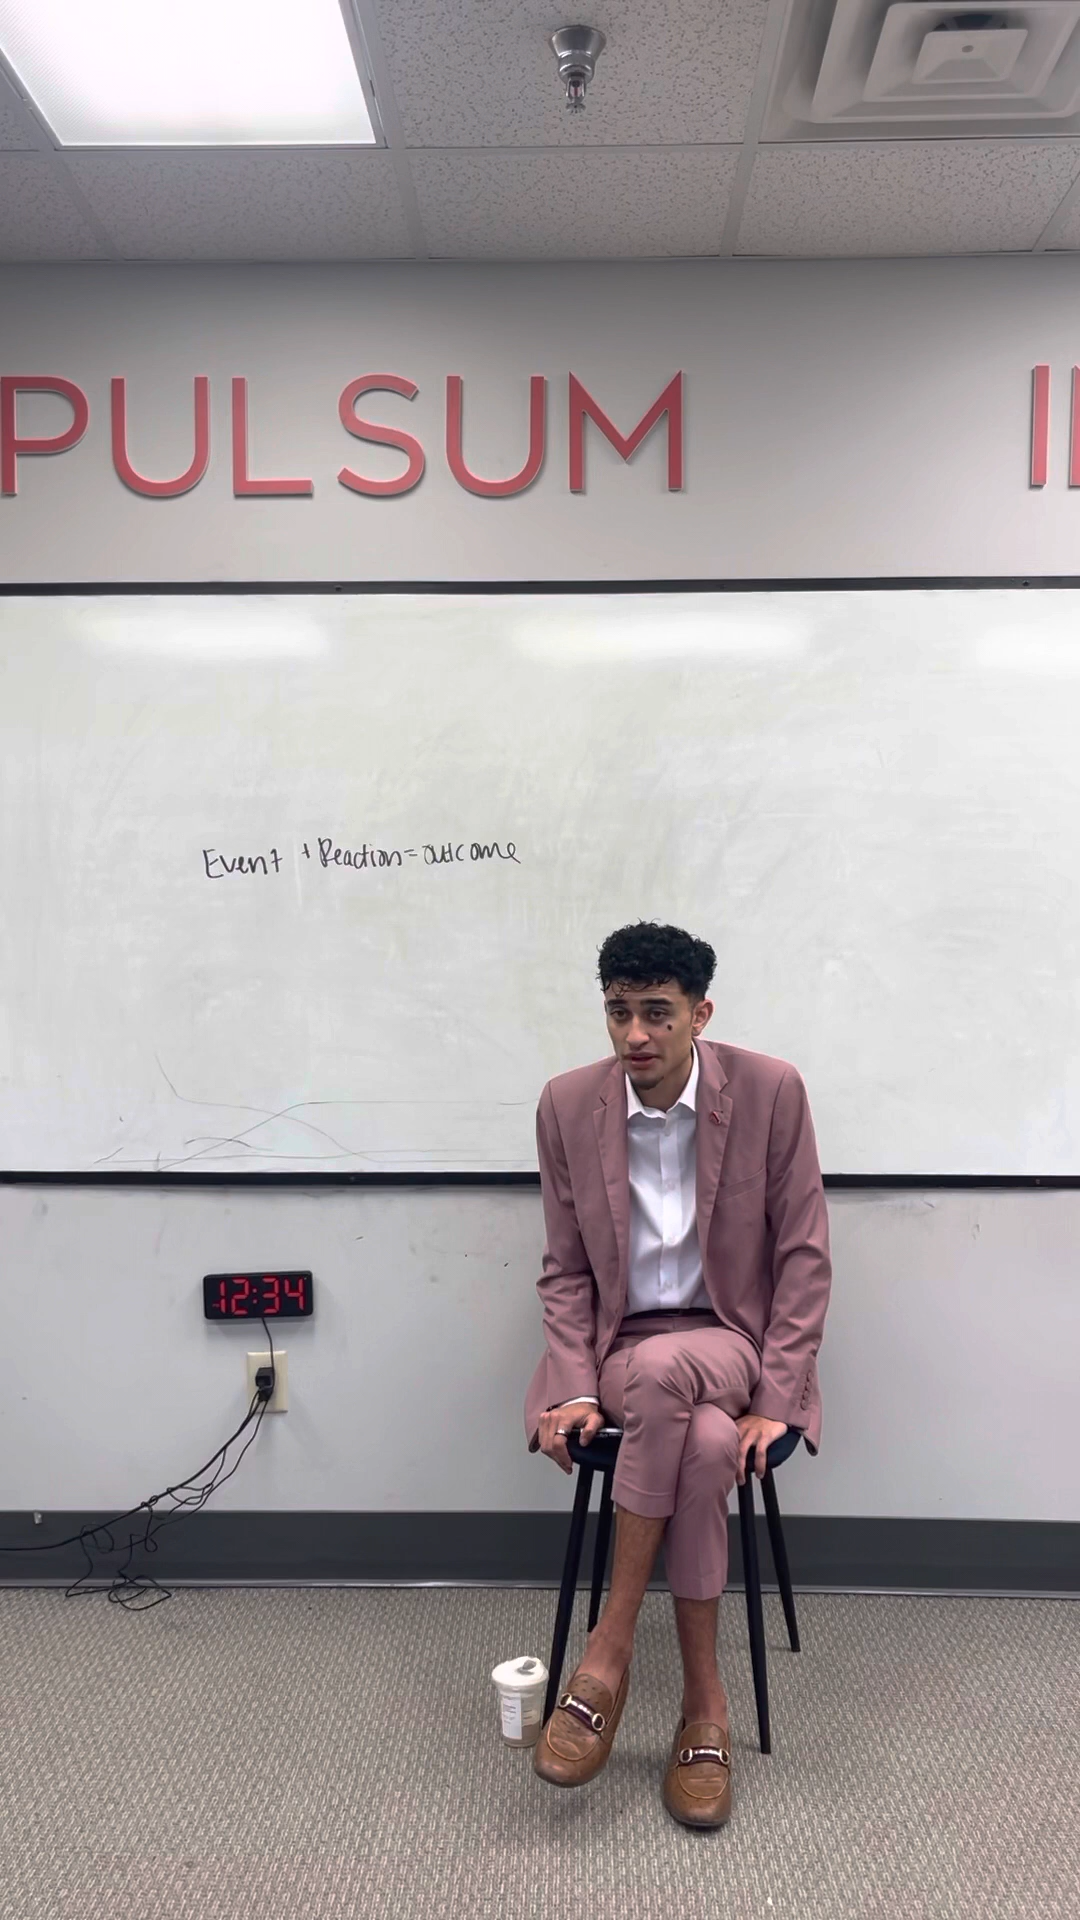 PULSUM
Event + Reaction = outcome
12:34